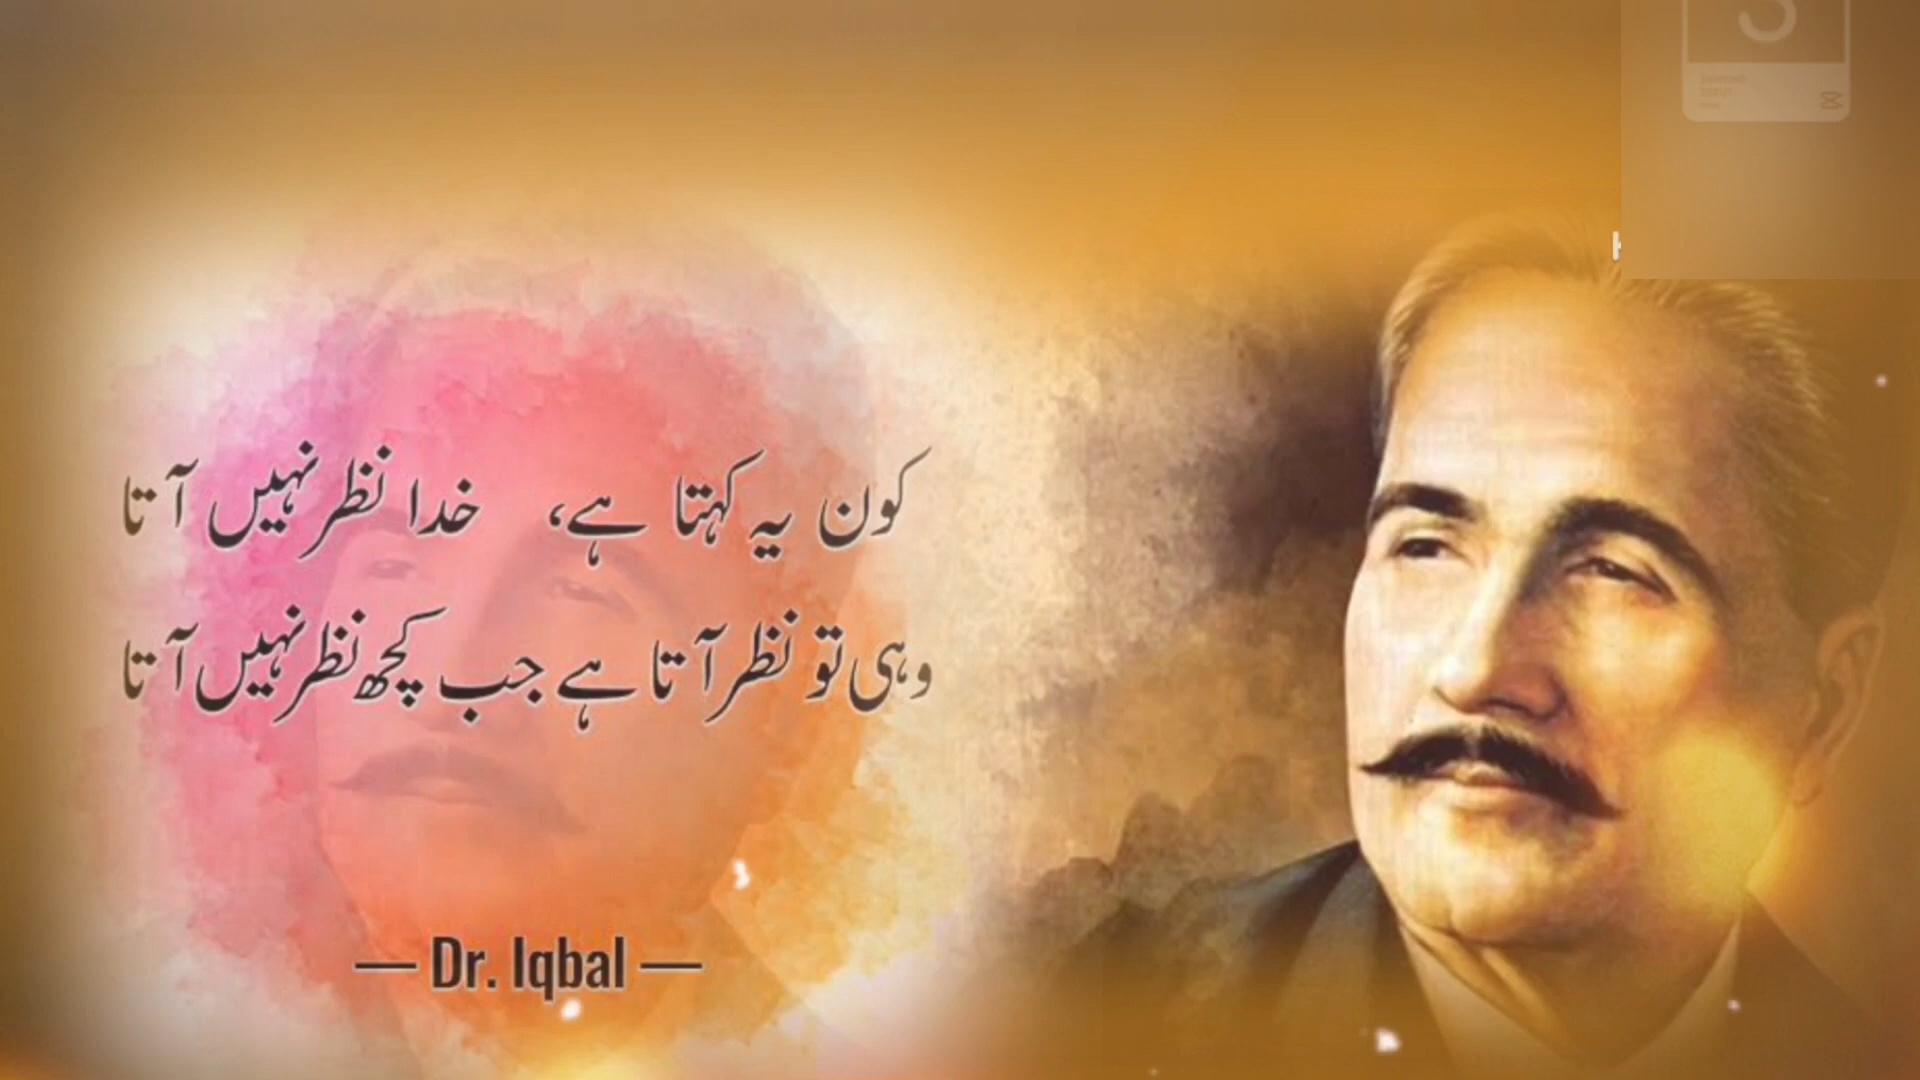 کون یہ کہتا ہے، خدا نظر نہیں آتا
وہی تو نظر آتا ہے جب کچھ نظر نہیں آتا
— Dr. Iqbal —